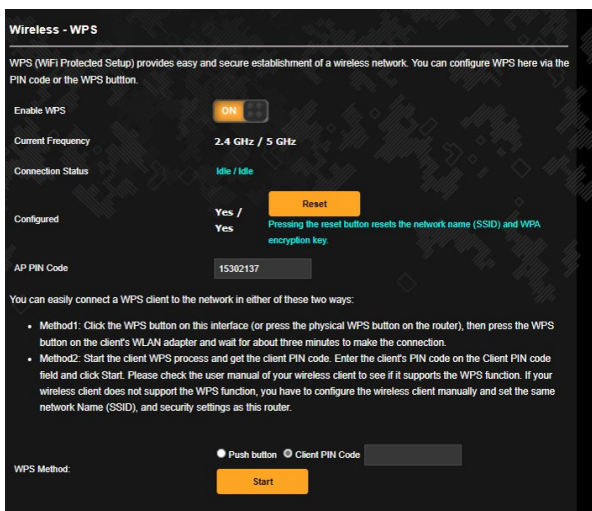 Wireless - WPS
WPS (WiFi Protected Setup) provides easy and secure establishment of a wireless network. You can configure WPS here via the
PIN code or the WPS buttton.
Enable WPS ON
Current Frequency 2.4 GHz / 5 GHz
Connection Status Idle / Idle
Configured Yes / Yes
Reset
Pressing the reset button resets the network name (SSID) and WPA
encryption key.
AP PIN Code 15302137
You can easily connect a WPS client to the network in either of these two ways:
• Method1: Click the WPS button on this interface (or press the physical WPS button on the router), then press the WPS
button on the client's WLAN adapter and wait for about three minutes to make the connection.
• Method2: Start the client WPS process and get the client PIN code. Enter the client's PIN code on the Client PIN code
field and click Start. Please check the user manual of your wireless client to see if it supports the WPS function. If your
wireless client does not support the WPS function, you have to configure the wireless client manually and set the same
network Name (SSID), and security settings as this router.
WPS Method: Push button Client PIN Code
Start